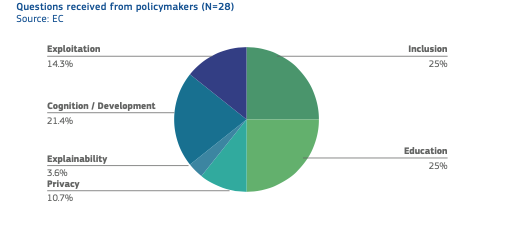 Questions received from policymakers (N=28)
Source: EC
Exploitation
14.3%
Inclusion
25%
Cognition / Development
21.4%
Education
25%
Explainability
3.6%
Privacy
10.7%